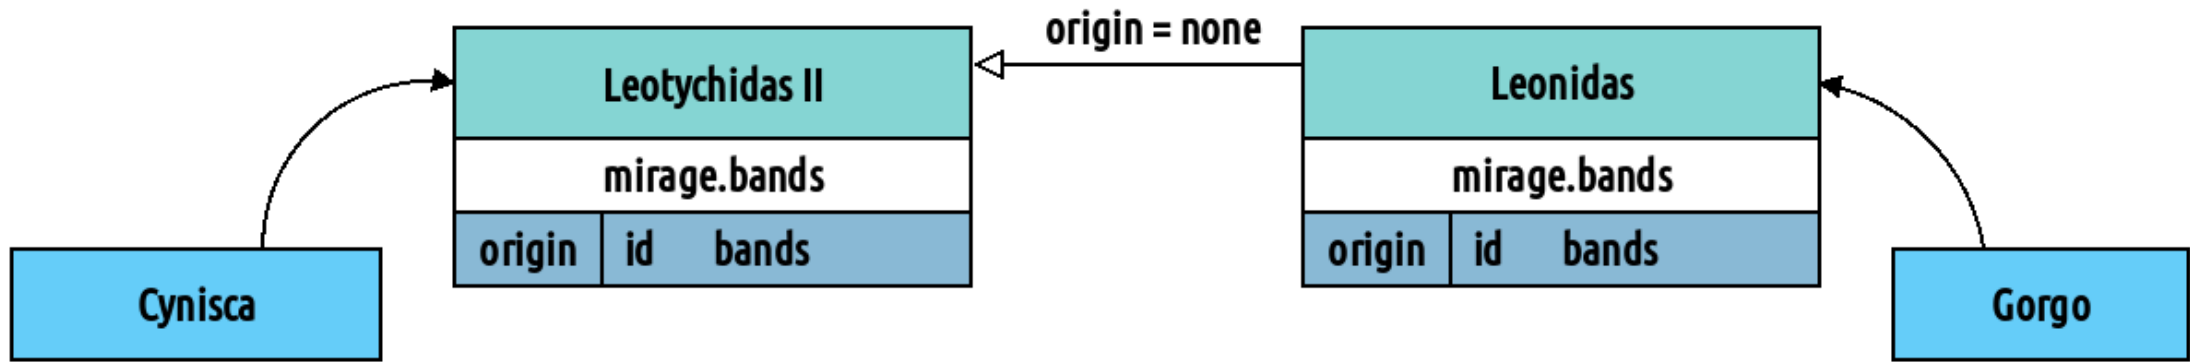 origin = none
Leotychidas II
Leonidas
mirage.bands
mirage.bands
origin id bands
origin id bands
Cynisca
Gorgo